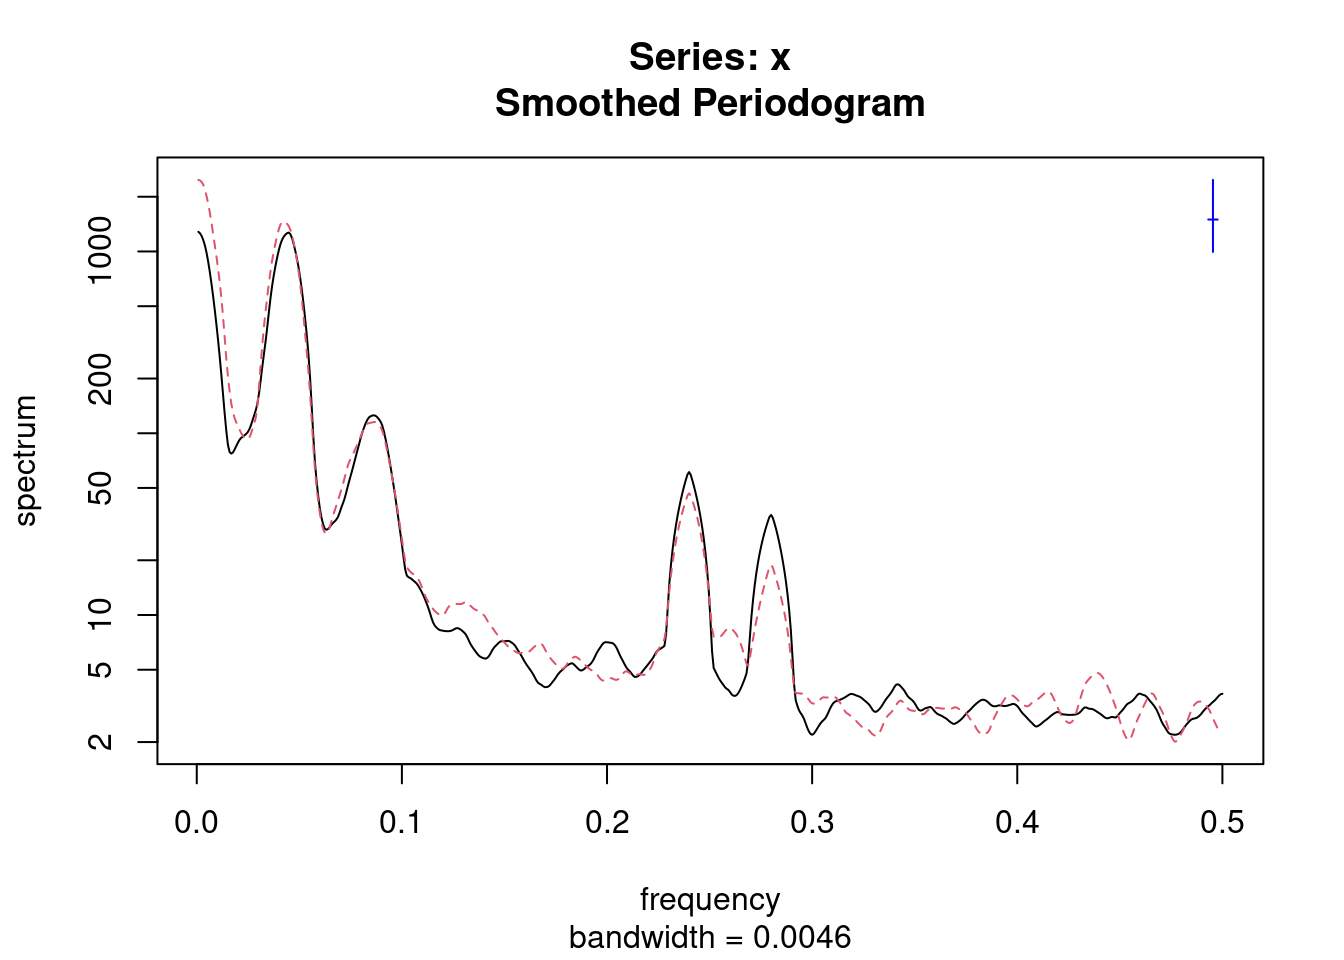 Series: x
Smoothed Periodogram
spectrum
1000
200
50
10
5
2
0.0 0.1 0.2 0.3 0.4 0.5
frequency
bandwidth = 0.0046